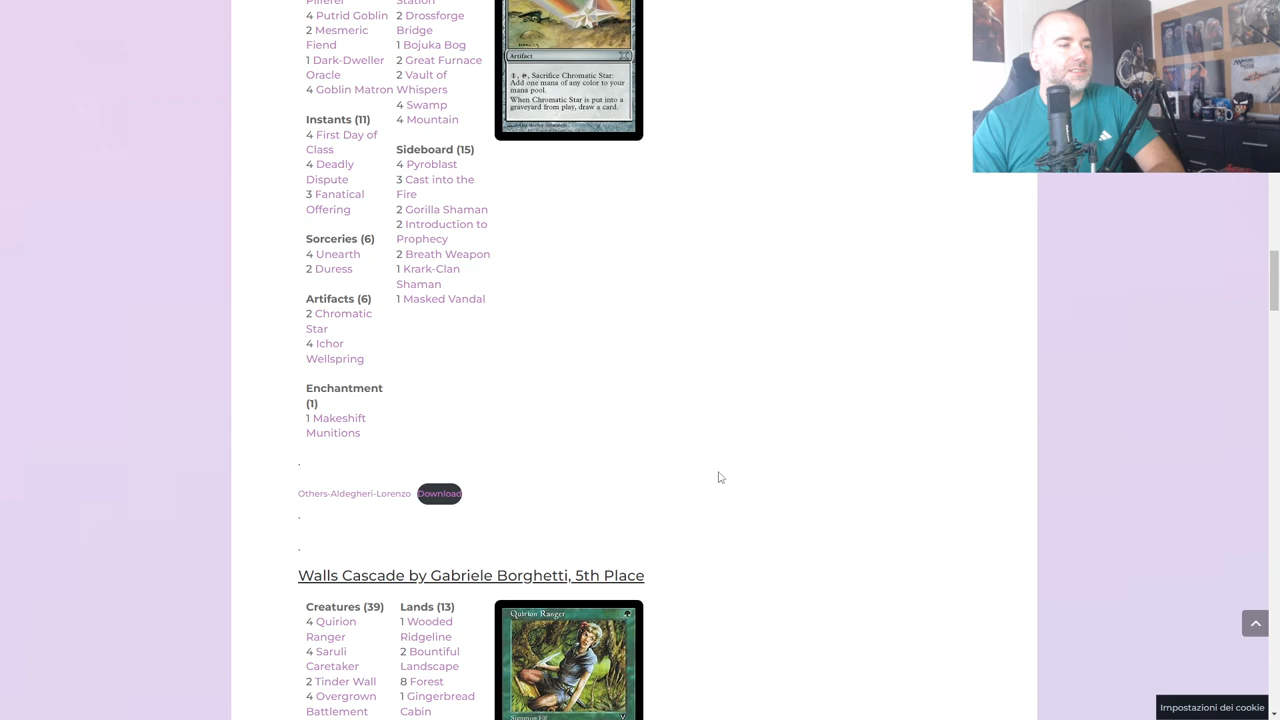 4 Putrid Goblin
2 Mesmeric
Fiend
1 Dark-Dweller
Oracle
4 Goblin Matron
Instants (11)
4 First Day of
Class
4 Deadly
Dispute
3 Fanatical
Offering
Sorceries (6)
4 Unearth
2 Duress
Artifacts (6)
2 Chromatic
Star
4 Ichor
Wellspring
Enchantment
(1)
1 Makeshift
Munitions
Station
2 Drossforge
Bridge
1 Bojuka Bog
2 Great Furnace
2 Vault of
Whispers
4 Swamp
4 Mountain
Sideboard (15)
4 Pyroblast
3 Cast into the
Fire
2 Gorilla Shaman
2 Introduction to
Prophecy
2 Breath Weapon
1 Krark-Clan
Shaman
1 Masked Vandal
Artifact
1, , Sacrifice Chromatic Star:
Add one mana of any color to your
mana pool.
When Chromatic Star is put into a
graveyard from play, draw a card.
.
Others-Aldegheri-Lorenzo Download
.
.
Walls Cascade by Gabriele Borghetti, 5th Place
Creatures (39)
4 Quirion
Ranger
4 Saruli
Caretaker
2 Tinder Wall
4 Overgrown
Battlement
Lands (13)
1 Wooded
Ridgeline
2 Bountiful
Landscape
8 Forest
1 Gingerbread
Cabin
Quirion Ranger
Summon Elf
Impostazioni dei cookie